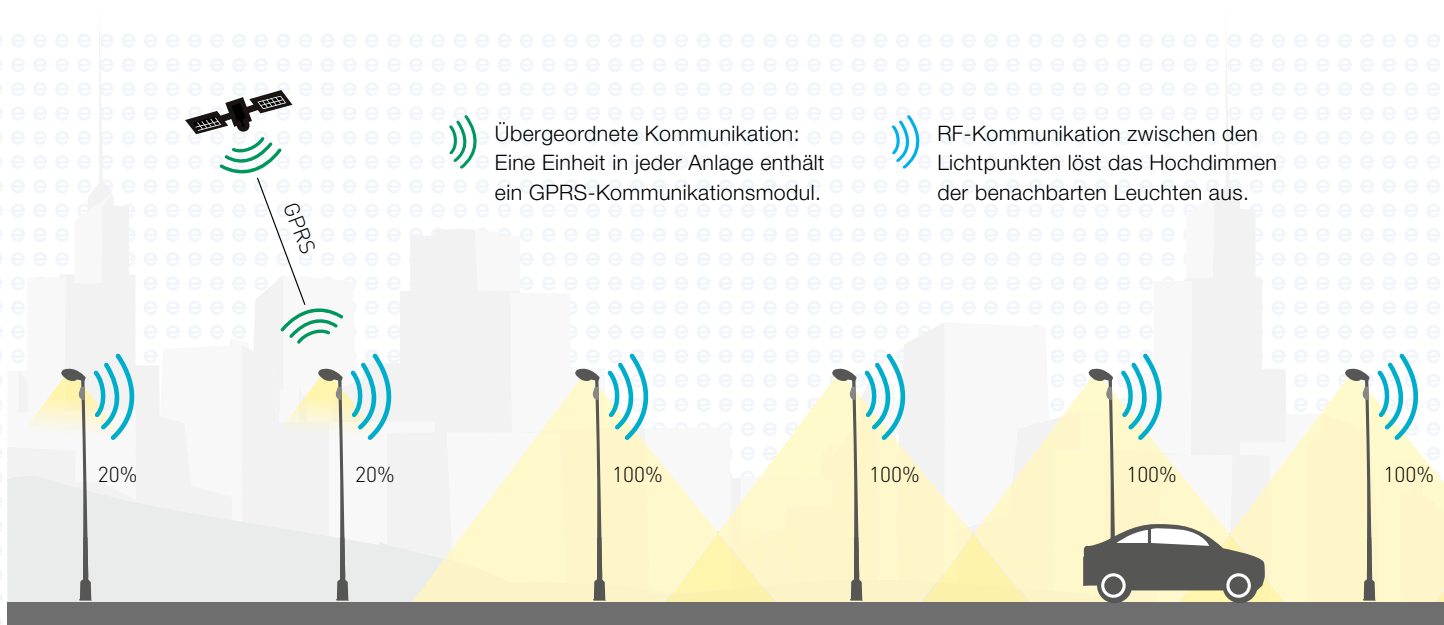 Übergeordnete Kommunikation:
Eine Einheit in jeder Anlage enthält
ein GPRS-Kommunikationsmodul.
RF-Kommunikation zwischen den
Lichtpunkten löst das Hochdimmen
der benachbarten Leuchten aus.
GPRS
20%
20%
100%
100%
100%
100%